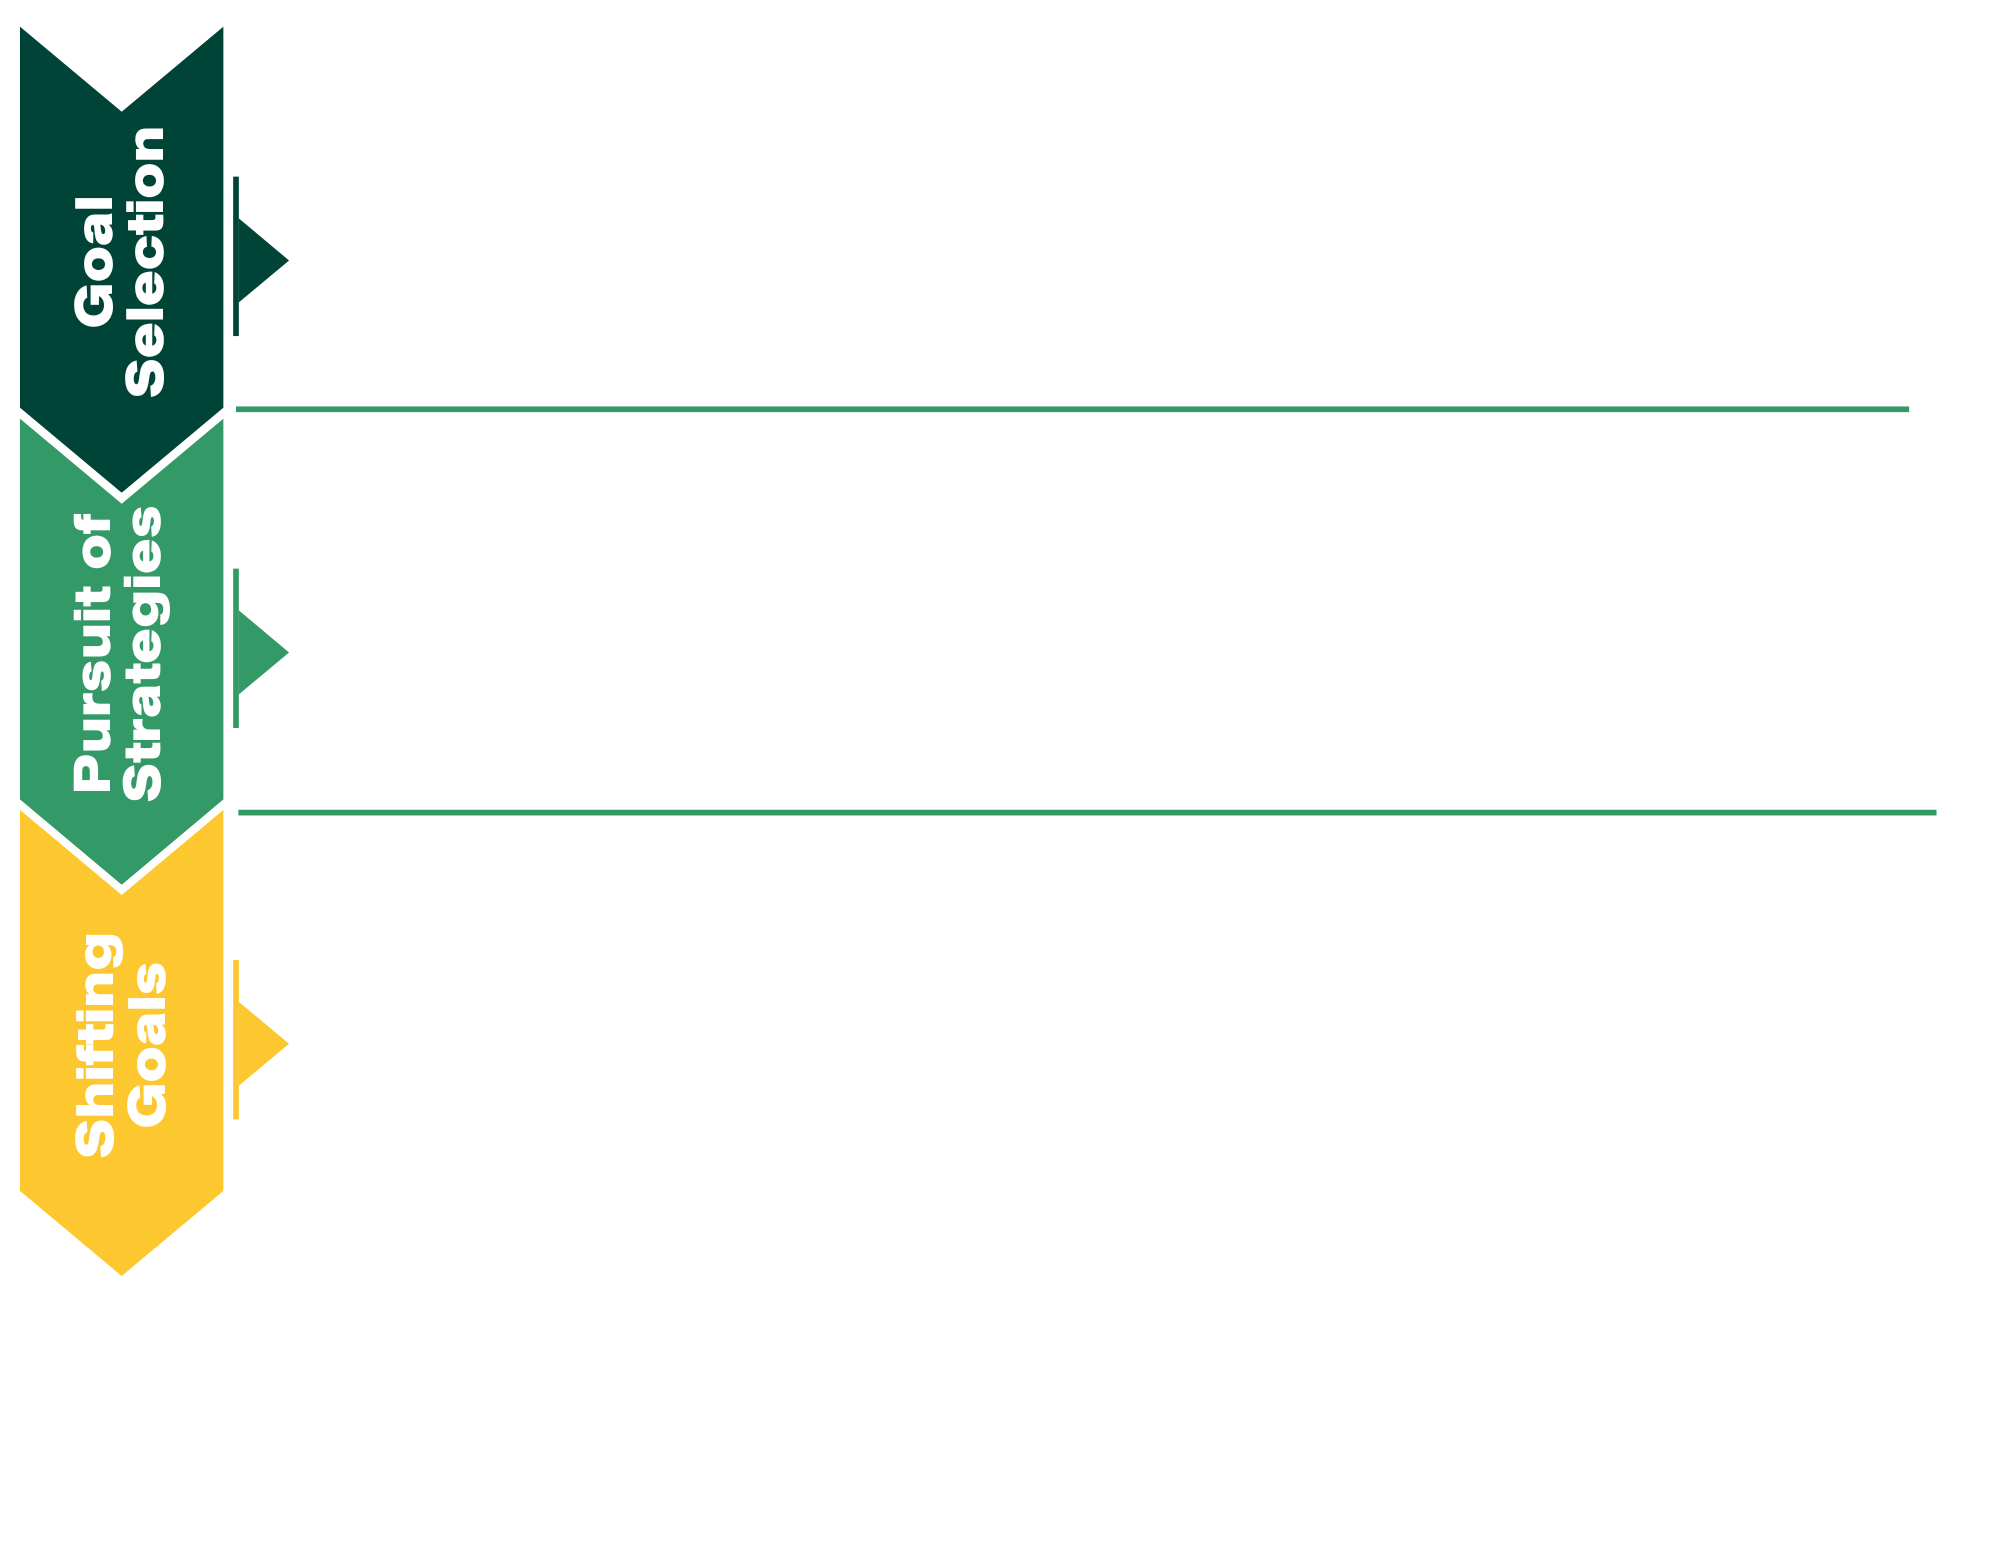 Goal
Selection
Pursuit of
Strategies
Shifting
Goals